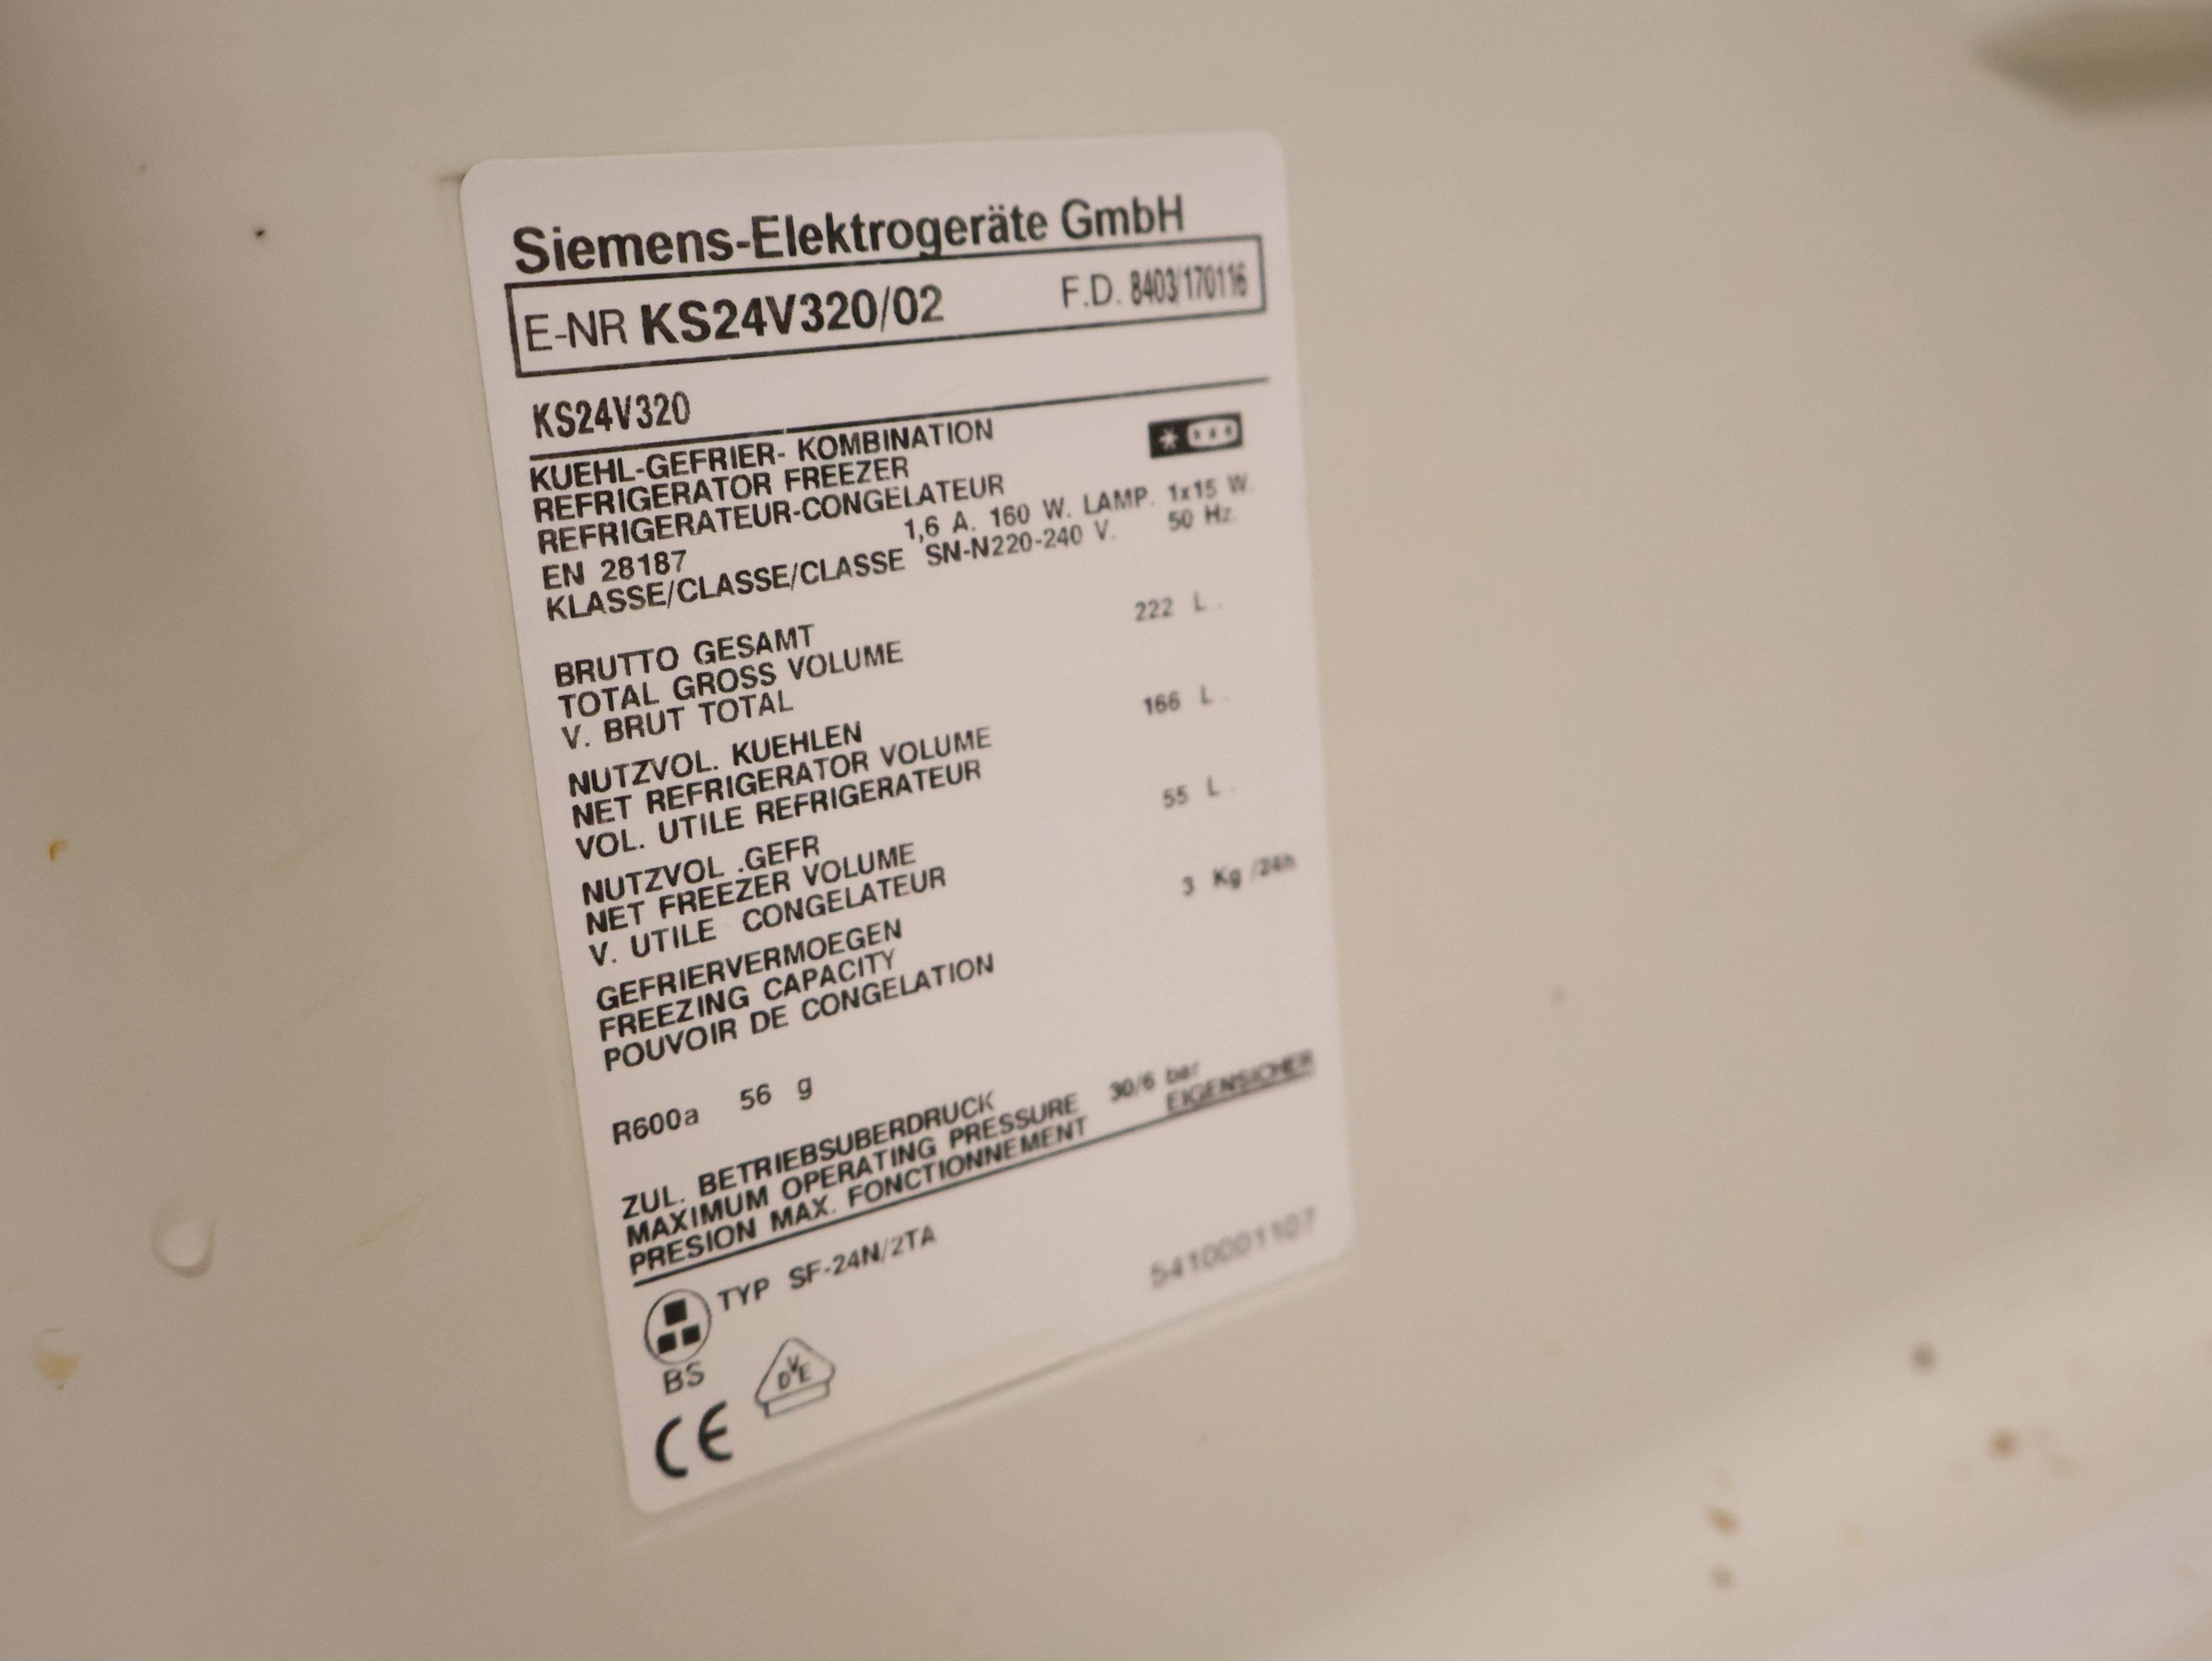 Siemens-Elektrogeräte GmbH
E-NR KS24V320/02 F.D. 8403/170116
KS24V320
KUEHL-GEFRIER- KOMBINATION
REFRIGERATOR FREEZER
REFRIGERATEUR-CONGELATEUR
EN 28187 1,6 A. 160 W. LAMP. 1x15 W.
KLASSE/CLASSE/CLASSE SN-N220-240 V. 50 Hz.
BRUTTO GESAMT 222 L.
TOTAL GROSS VOLUME
V. BRUT TOTAL
NUTZVOL. KUEHLEN 166 L.
NET REFRIGERATOR VOLUME
VOL. UTILE REFRIGERATEUR
NUTZVOL .GEFR 55 L.
NET FREEZER VOLUME
V. UTILE CONGELATEUR
GEFRIERVERMOEGEN 3 Kg /24h
FREEZING CAPACITY
POUVOIR DE CONGELATION
R600a 56 g
ZUL. BETRIEBSUBERDRUCK
MAXIMUM OPERATING PRESSURE 30/6 bar
PRESION MAX. FONCTIONNEMENT EIGENSICHER
TYP SF-24N/2TA 5410001107
BS
DVE
CE